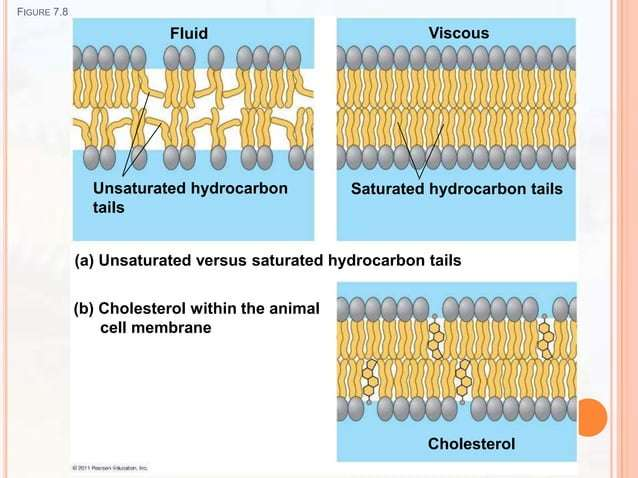 FIGURE 7.8
Fluid
Viscous
Unsaturated hydrocarbon
tails
Saturated hydrocarbon tails
(a) Unsaturated versus saturated hydrocarbon tails
(b) Cholesterol within the animal
cell membrane
Cholesterol
© 2011 Pearson Education, Inc.